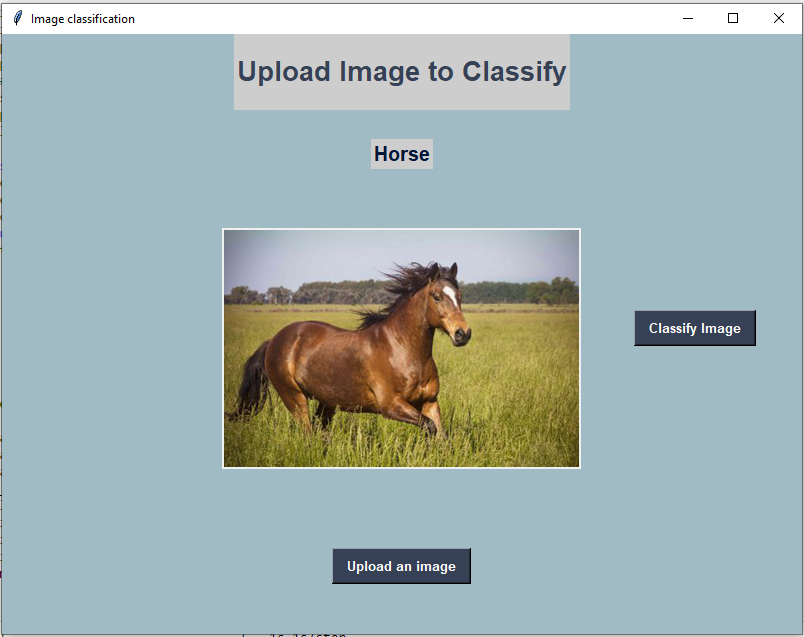 Image classification
Upload Image to Classify
Horse
Classify Image
Upload an image